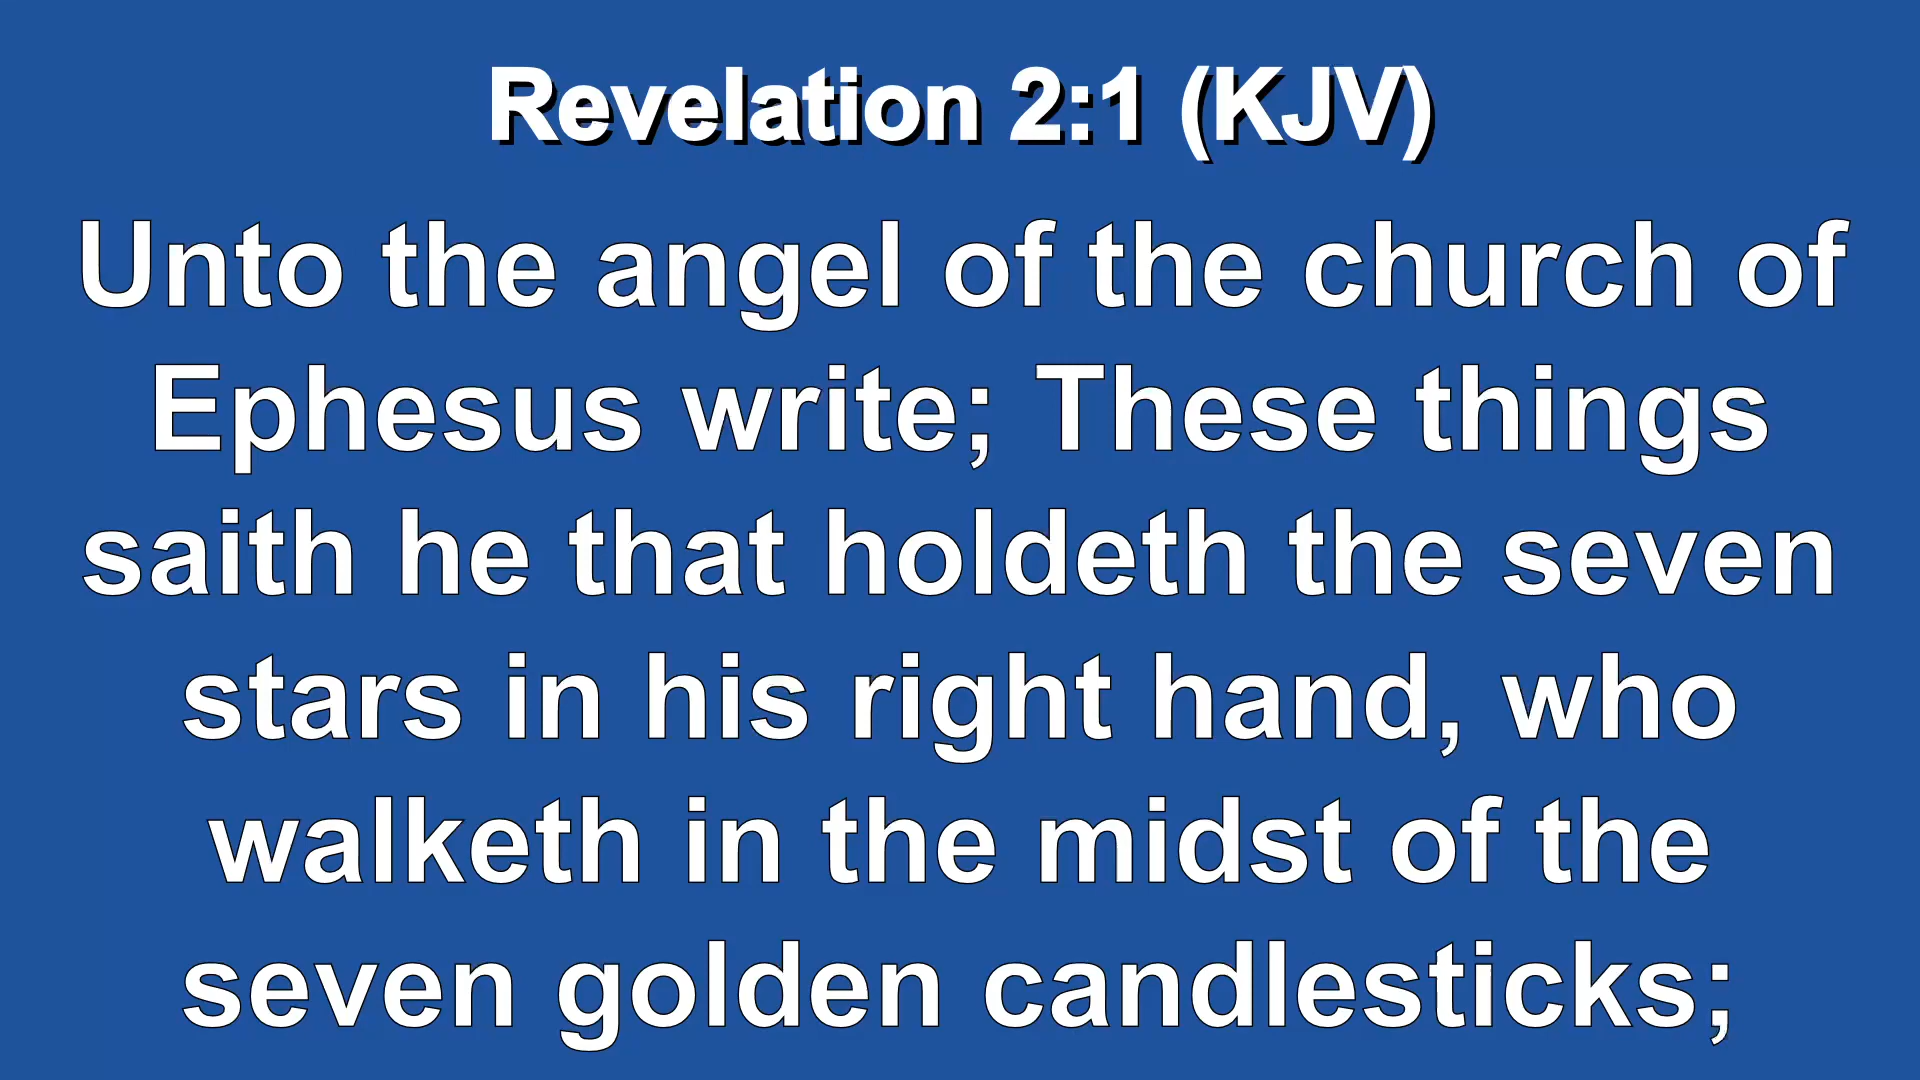 Revelation 2:1 (KJV)
Unto the angel of the church of
Ephesus write; These things
saith he that holdeth the seven
stars in his right hand, who
walketh in the midst of the
seven golden candlesticks;